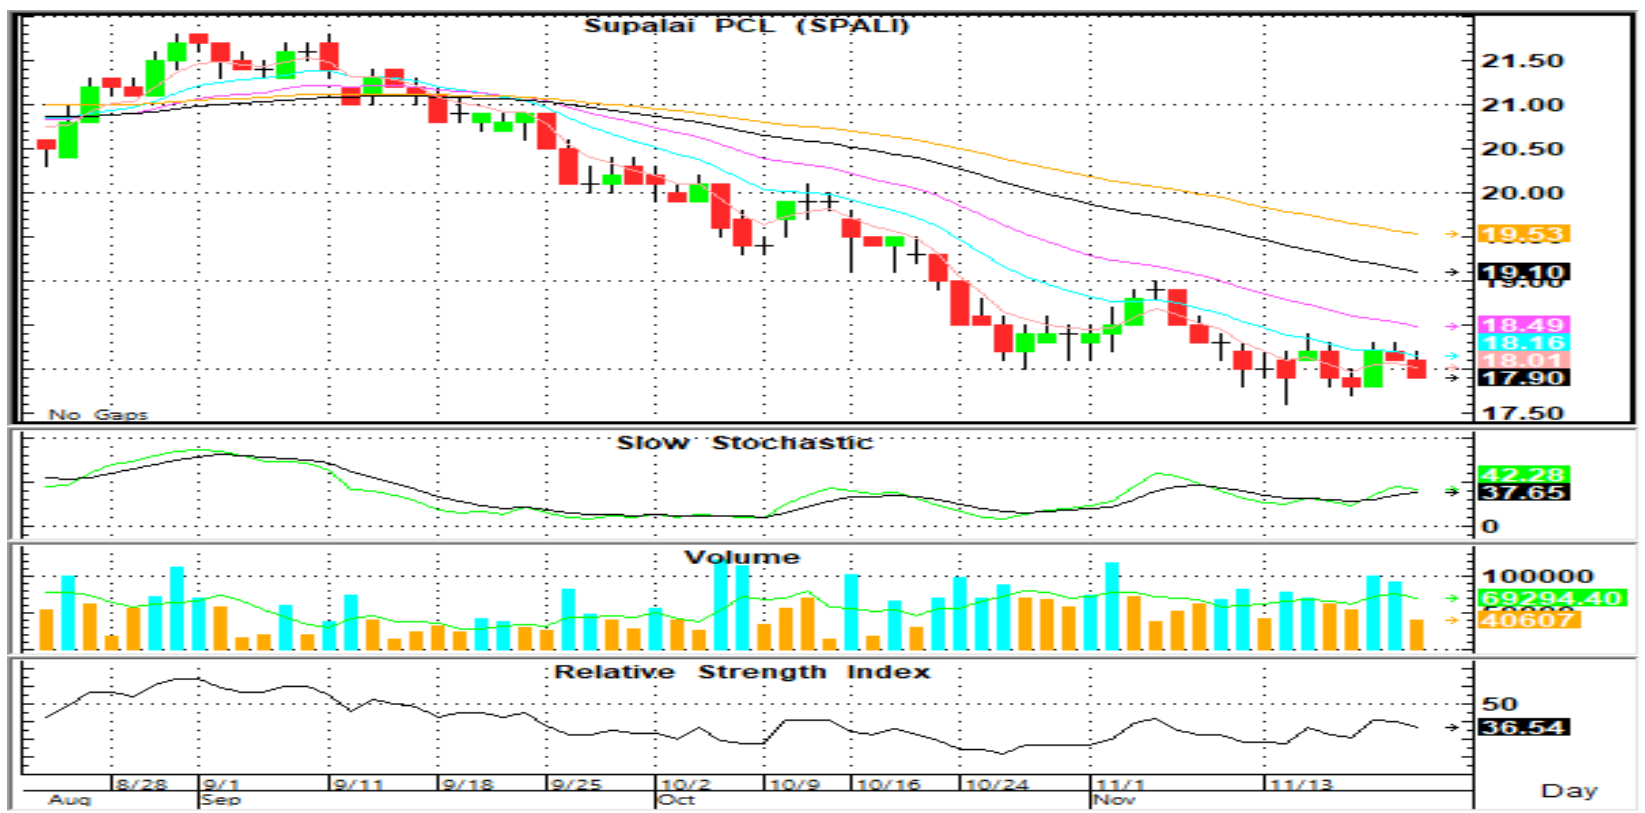 Supalai PCL (SPALI)
21.50
21.00
20.50
20.00
19.53
19.10
19.00
18.49
18.16
18.01
17.90
17.50
No Gaps
Slow Stochastic
42.28
37.65
0
Volume
100000
69294.40
40607
Relative Strength Index
50
36.54
8/28 9/1 9/11 9/18 9/25 10/2 10/9 10/16 10/24 11/1 11/13
Aug Sep Oct Nov
Day